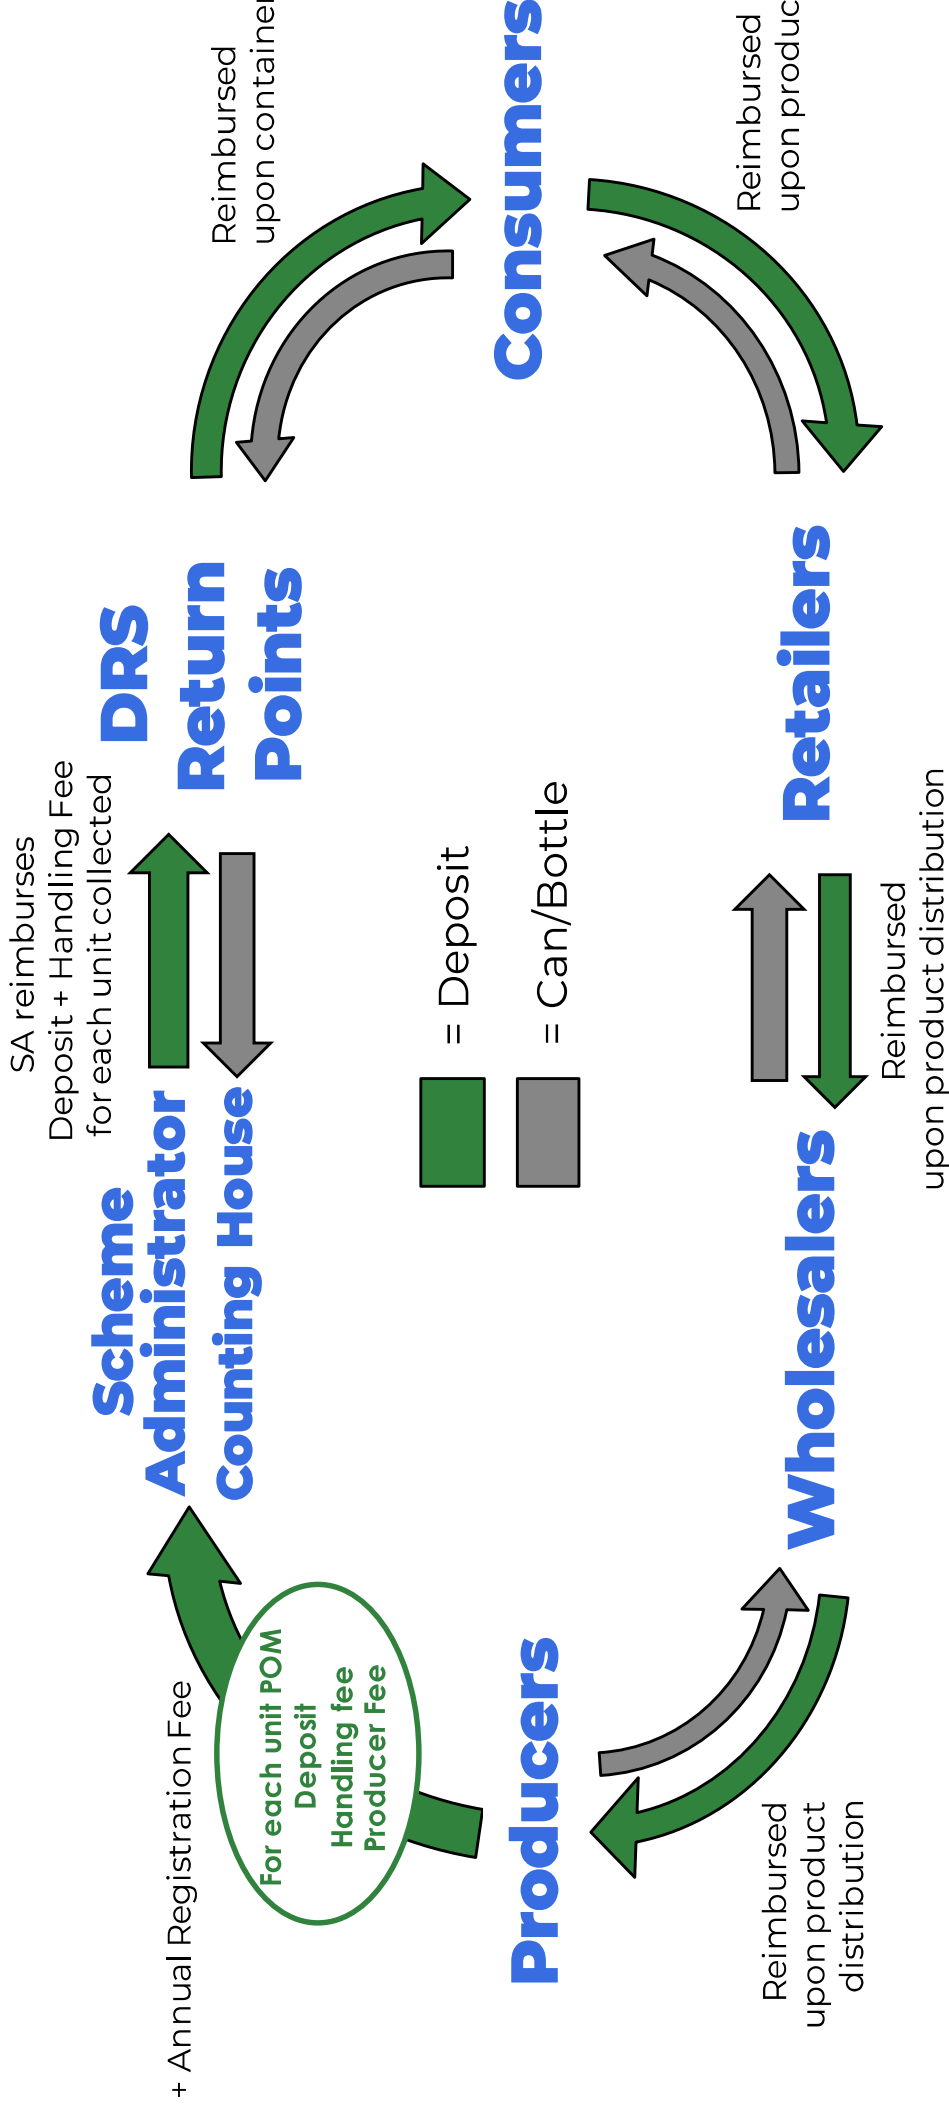 SA reimburses
Deposit + Handling Fee
for each unit collected
Scheme
Administrator
Counting House
DRS
Return
Points
Reimbursed
upon container
+ Annual Registration Fee
For each unit POM
Deposit
Handling fee
Producer Fee
= Deposit
= Can/Bottle
Producers
Consumers
Wholesalers
Retailers
Reimbursed
upon product
distribution
Reimbursed
upon product distribution
Reimbursed
upon produc